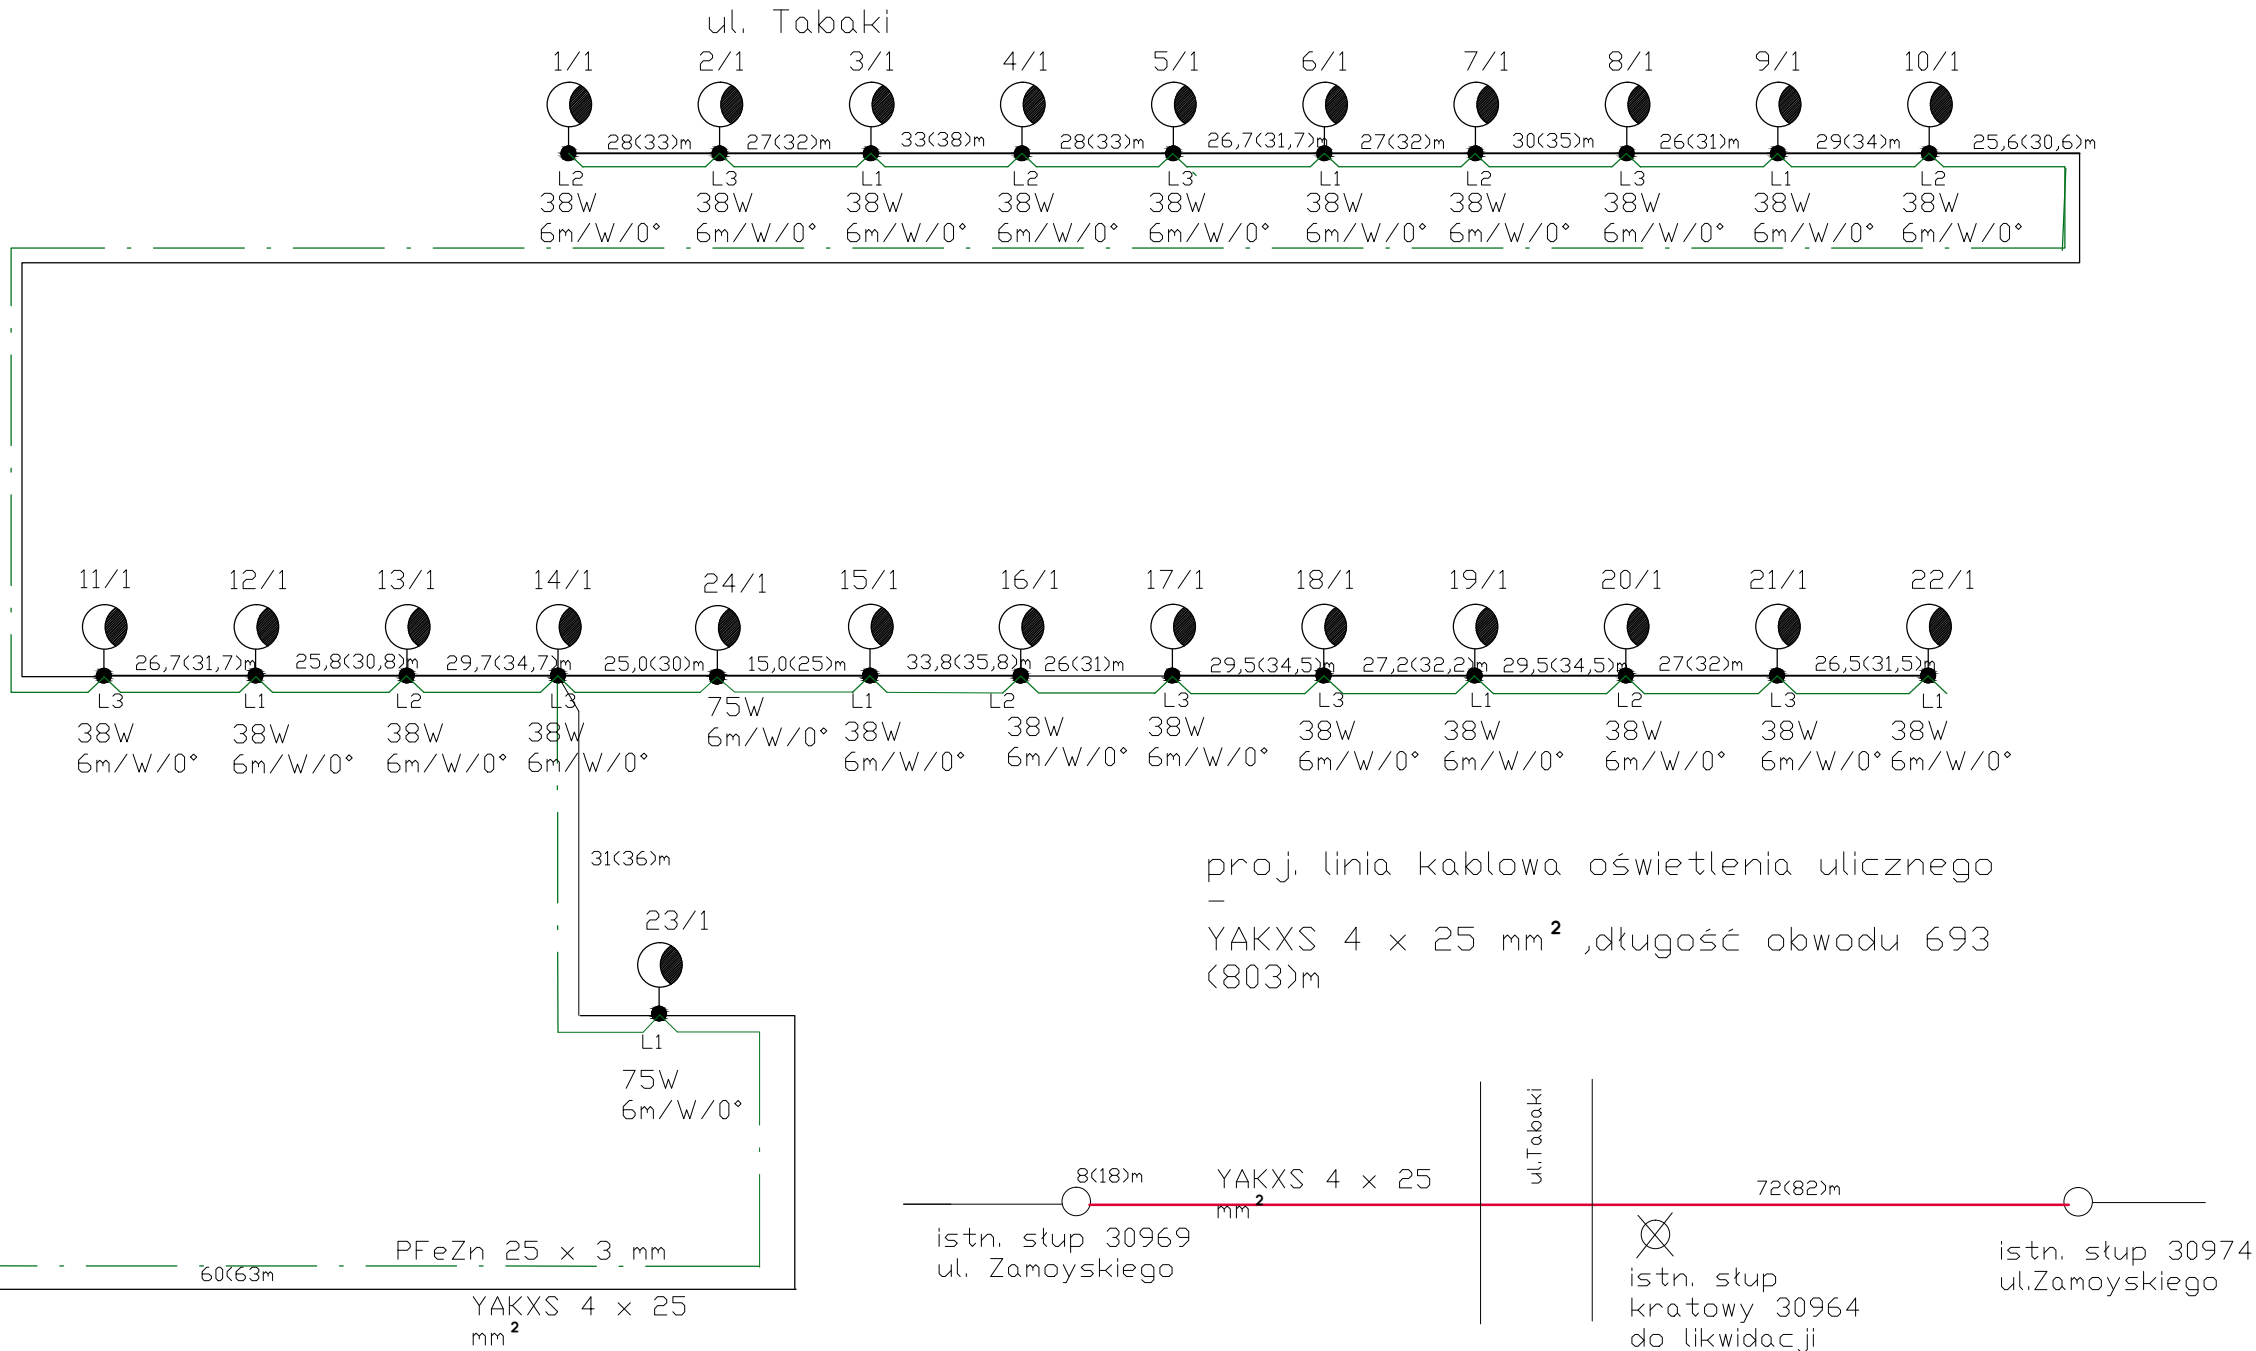 ul. Tabaki
1/1 2/1 3/1 4/1 5/1 6/1 7/1 8/1 9/1 10/1
28(33)m 27(32)m 33(38)m 28(33)m 26,7(31,7)m 27(32)m 30(35)m 26(31)m 29(34)m 25,6(30,6)m
L2 L3 L1 L2 L3 L1 L2 L3 L1 L2
38W 38W 38W 38W 38W 38W 38W 38W 38W 38W
6m/W/0° 6m/W/0° 6m/W/0° 6m/W/0° 6m/W/0° 6m/W/0° 6m/W/0° 6m/W/0° 6m/W/0° 6m/W/0°
11/1 12/1 13/1 14/1 24/1 15/1 16/1 17/1 18/1 19/1 20/1 21/1 22/1
26,7(31,7)m 25,8(30,8)m 29,7(34,7)m 25,0(30)m 15,0(25)m 33,8(35,8)m 26(31)m 29,5(34,5)m 27,2(32,2)m 29,5(34,5)m 27(32)m 26,5(31,5)m
L3 L1 L2 L3 L1 L2 L3 L3 L1 L2 L3 L1
38W 38W 38W 38W 75W 38W 38W 38W 38W 38W 38W 38W 38W
6m/W/0° 6m/W/0° 6m/W/0° 6m/W/0° 6m/W/0° 6m/W/0° 6m/W/0° 6m/W/0° 6m/W/0° 6m/W/0° 6m/W/0° 6m/W/0° 6m/W/0°
31(36)m
23/1
L1
75W
6m/W/0°
proj. linia kablowa oświetlenia ulicznego
-
YAKXS 4 x 25 mm² ,długość obwodu 693
(803)m
PFeZn 25 x 3 mm
60(63m
YAKXS 4 x 25
mm²
ul.Tabaki
8(18)m
YAKXS 4 x 25
mm²
72(82)m
istn. słup 30969
ul. Zamoyskiego
istn. słup
kratowy 30964
do likwidacji
istn. słup 30974
ul.Zamoyskiego